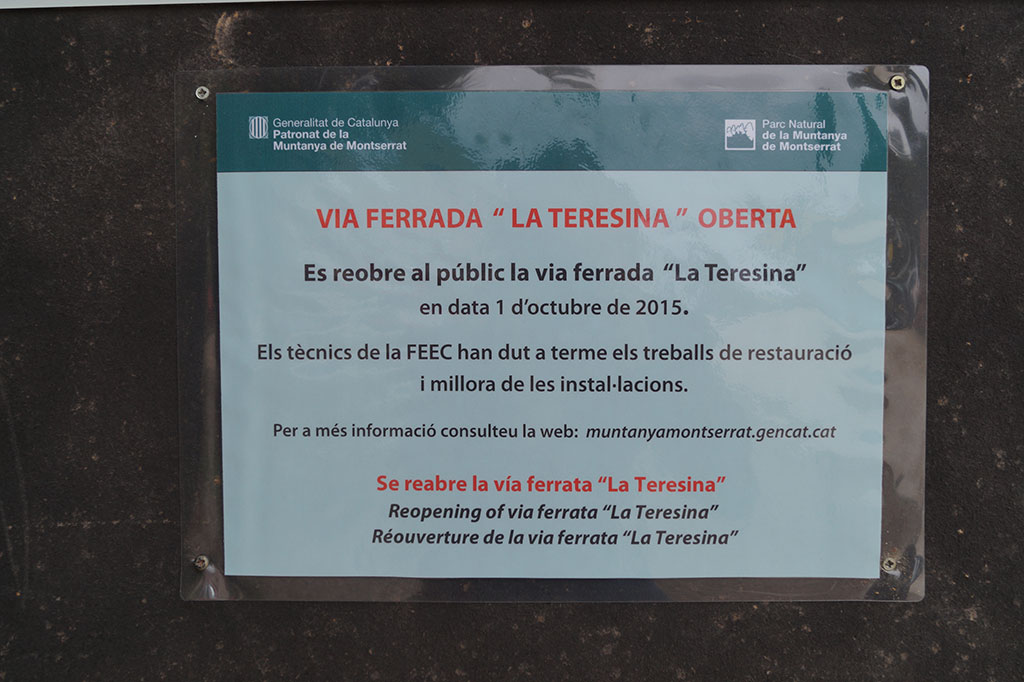 Generalitat de Catalunya
Patronat de la
Muntanya de Montserrat
Parc Natural
de la Muntanya
de Montserrat
VIA FERRADA “ LA TERESINA ” OBERTA
Es reobre al públic la via ferrada “La Teresina”
en data 1 d’octubre de 2015.
Els tècnics de la FEEC han dut a terme els treballs de restauració
i millora de les instal·lacions.
Per a més informació consulteu la web: muntanyamontserrat.gencat.cat
Se reabre la vía ferrata “La Teresina”
Reopening of via ferrata “La Teresina”
Réouverture de la via ferrata “La Teresina”